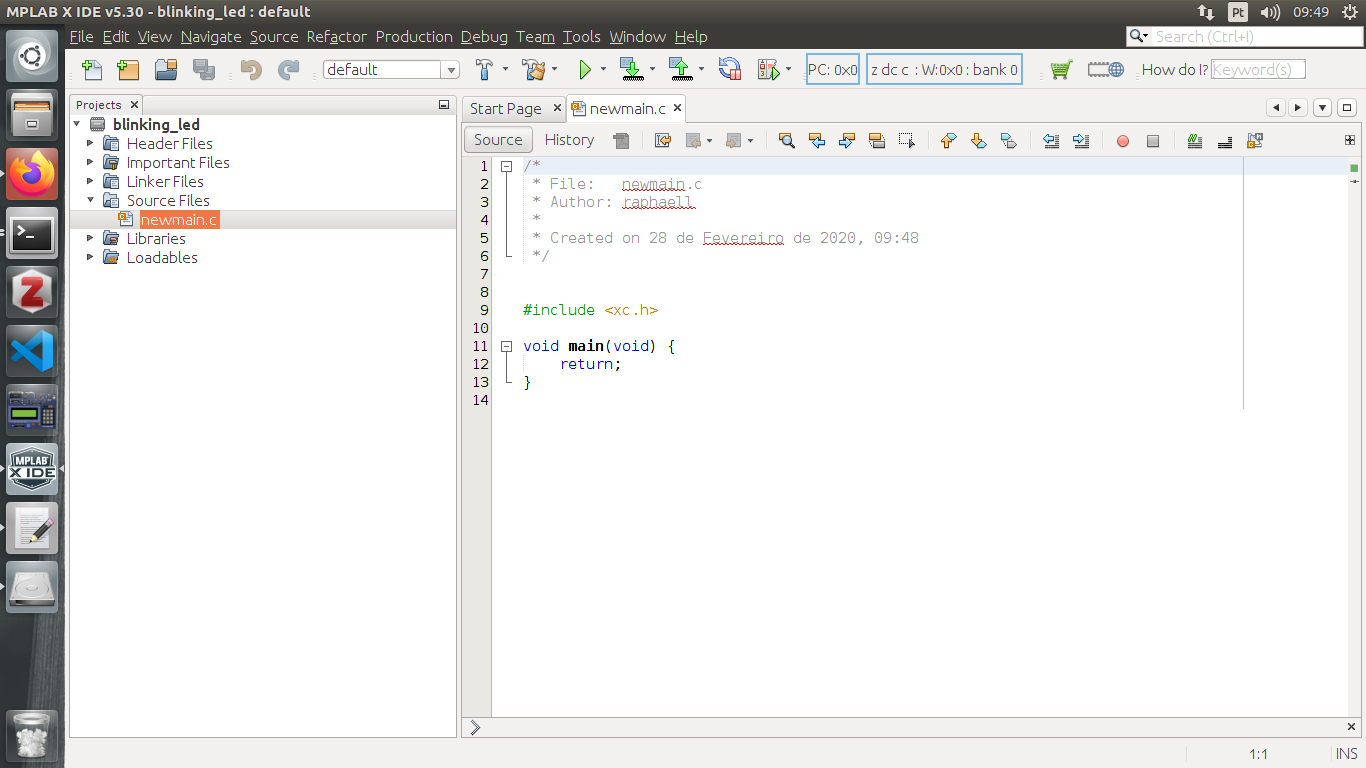 MPLAB X IDE v5.30 - blinking_led : default
Pt 09:49
File Edit View Navigate Source Refactor Production Debug Team Tools Window Help
Search (Ctrl+I)
default
PC: 0x0
z dc c : W:0x0 : bank 0
How do I? Keyword(s)
Projects
Start Page
newmain.c
blinking_led
Header Files
Important Files
Linker Files
Source Files
newmain.c
Libraries
Loadables
MPLAB
X IDE
Source History
1 /*
2 * File: newmain.c
3 * Author: raphaell
4 *
5 * Created on 28 de Fevereiro de 2020, 09:48
6 */
7
8
9 #include <xc.h>
10
11 void main(void) {
12 return;
13 }
14
1:1 INS